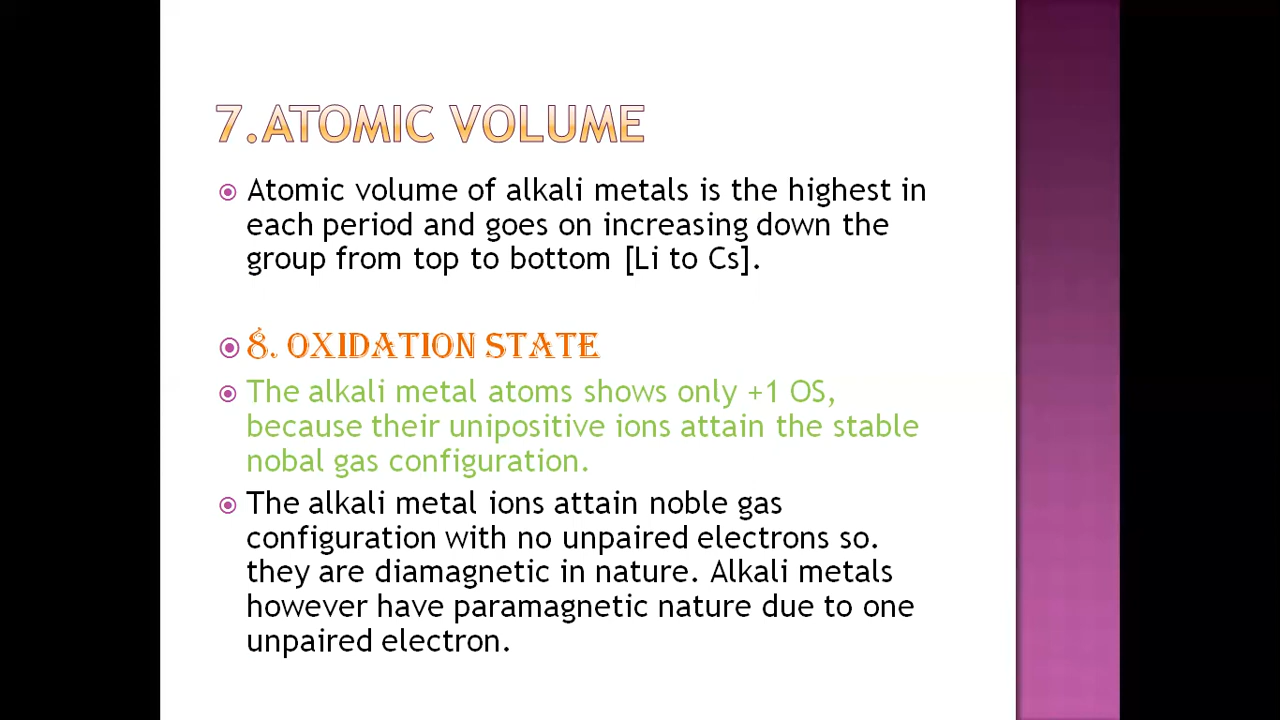 7.ATOMIC VOLUME
Atomic volume of alkali metals is the highest in
each period and goes on increasing down the
group from top to bottom [Li to Cs].
8. OXIDATION STATE
The alkali metal atoms shows only +1 OS,
because their unipositive ions attain the stable
nobal gas configuration.
The alkali metal ions attain noble gas
configuration with no unpaired electrons so.
they are diamagnetic in nature. Alkali metals
however have paramagnetic nature due to one
unpaired electron.